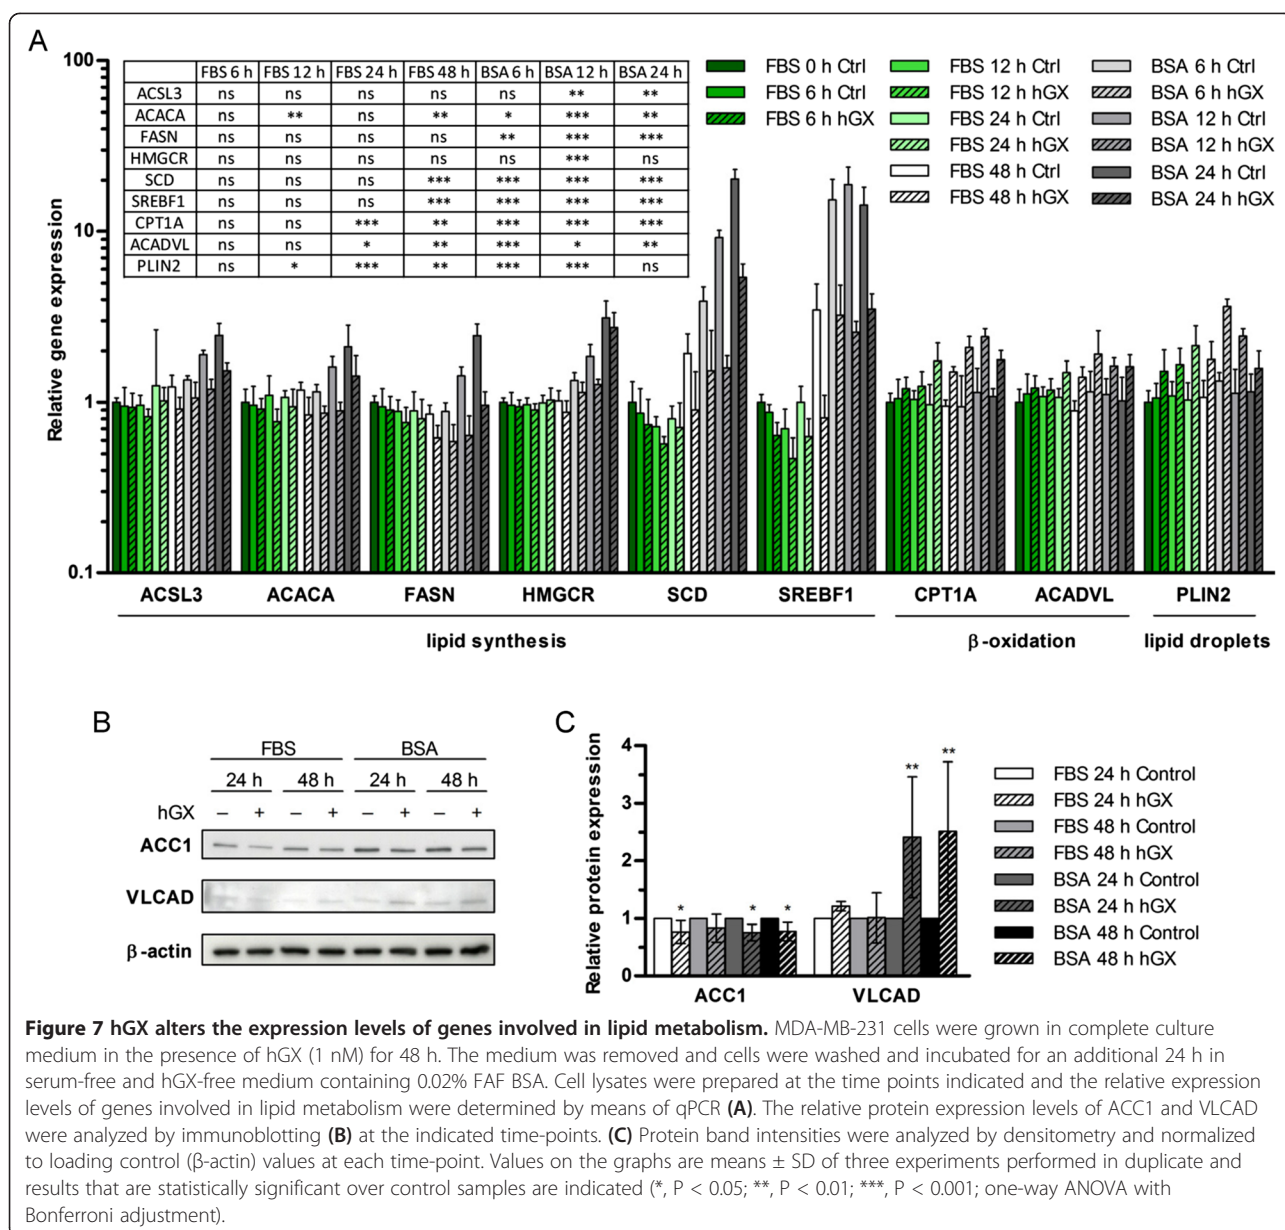 A
100
10
1
0.1
Relative gene expression
FBS 6 h FBS 12 h FBS 24 h FBS 48 h BSA 6 h BSA 12 h BSA 24 h
ACSL3 ns ns ns ns ns ** **
ACACA ns ** ns ** * *** **
FASN ns ns ns ns ** *** ***
HMGCR ns ns ns ns ns *** ns
SCD ns ns ns *** *** *** ***
SREBF1 ns ns ns *** *** *** ***
CPT1A ns ns *** ** *** *** ***
ACADVL ns ns * ** *** * **
PLIN2 ns * *** ** *** *** ns
FBS 0 h Ctrl
FBS 6 h Ctrl
FBS 6 h hGX
FBS 12 h Ctrl
FBS 12 h hGX
FBS 24 h Ctrl
FBS 24 h hGX
FBS 48 h Ctrl
FBS 48 h hGX
BSA 6 h Ctrl
BSA 6 h hGX
BSA 12 h Ctrl
BSA 12 h hGX
BSA 24 h Ctrl
BSA 24 h hGX
ACSL3 ACACA FASN HMGCR SCD SREBF1 CPT1A ACADVL PLIN2
lipid synthesis β-oxidation lipid droplets
B
FBS BSA
24 h 48 h 24 h 48 h
hGX – + – + – + – +
ACC1
VLCAD
β-actin
C
Relative protein expression
4
3
2
1
0
* * * ** **
ACC1 VLCAD
FBS 24 h Control
FBS 24 h hGX
FBS 48 h Control
FBS 48 h hGX
BSA 24 h Control
BSA 24 h hGX
BSA 48 h Control
BSA 48 h hGX
Figure 7 hGX alters the expression levels of genes involved in lipid metabolism. MDA-MB-231 cells were grown in complete culture
medium in the presence of hGX (1 nM) for 48 h. The medium was removed and cells were washed and incubated for an additional 24 h in
serum-free and hGX-free medium containing 0.02% FAF BSA. Cell lysates were prepared at the time points indicated and the relative expression
levels of genes involved in lipid metabolism were determined by means of qPCR (A). The relative protein expression levels of ACC1 and VLCAD
were analyzed by immunoblotting (B) at the indicated time-points. (C) Protein band intensities were analyzed by densitometry and normalized
to loading control (β-actin) values at each time-point. Values on the graphs are means ± SD of three experiments performed in duplicate and
results that are statistically significant over control samples are indicated (*, P < 0.05; **, P < 0.01; ***, P < 0.001; one-way ANOVA with
Bonferroni adjustment).